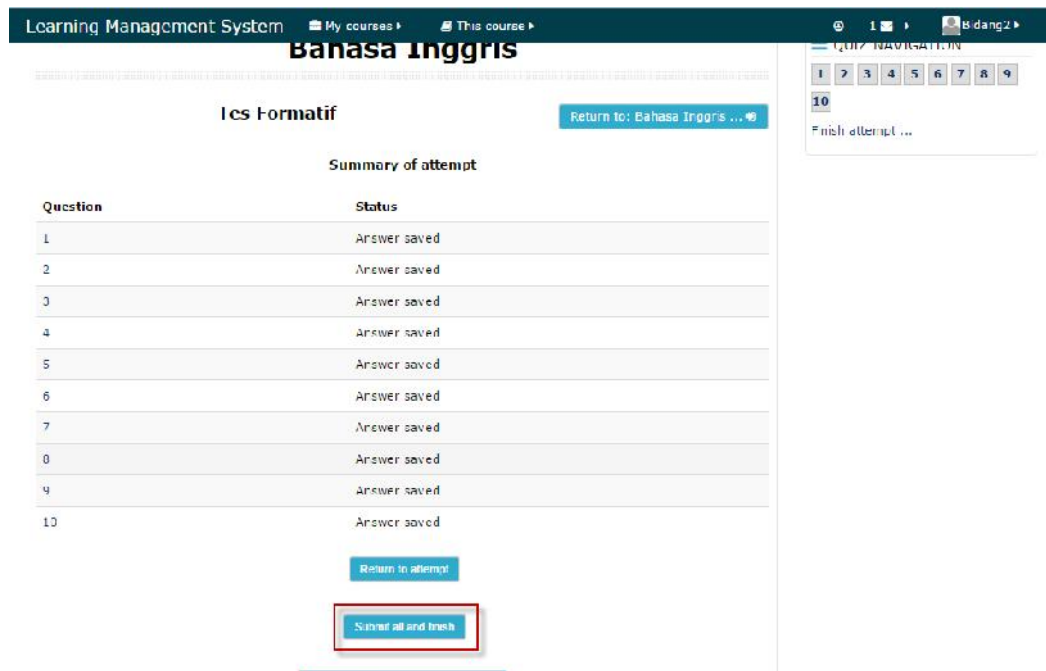 Learning Management System My courses This course 1 Bidang2
Bahasa Inggris
Tes Formatif
Return to: Bahasa Inggris ...
Summary of attempt
Question Status
1 Answer saved
2 Answer saved
3 Answer saved
4 Answer saved
5 Answer saved
6 Answer saved
7 Answer saved
8 Answer saved
9 Answer saved
10 Answer saved
Return to attempt
Submit all and finish
QUIZ NAVIGATION
1 2 3 4 5 6 7 8 9
10
Finish attempt ...